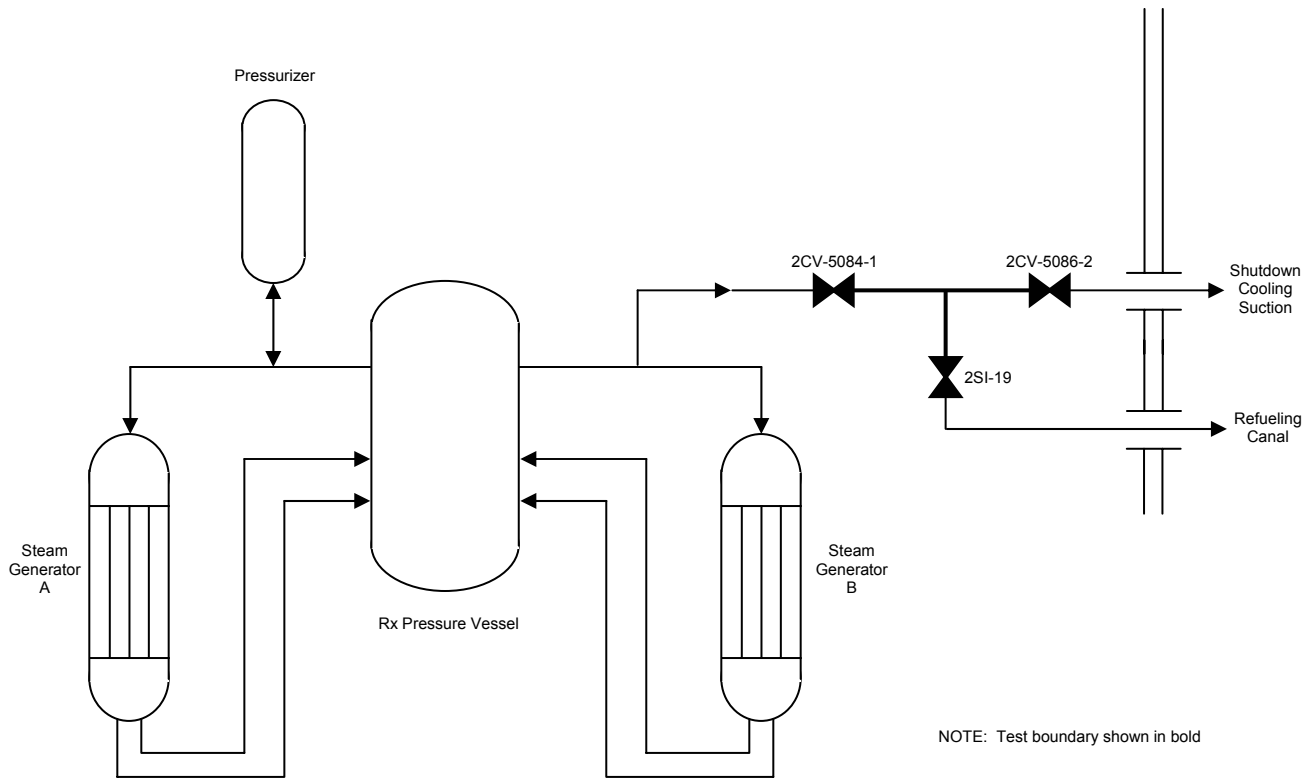 Pressurizer
2CV-5084-1
2CV-5086-2
Shutdown
Cooling
Suction
2SI-19
Refueling
Canal
Steam
Generator
A
Steam
Generator
B
Rx Pressure Vessel
NOTE:  Test boundary shown in bold